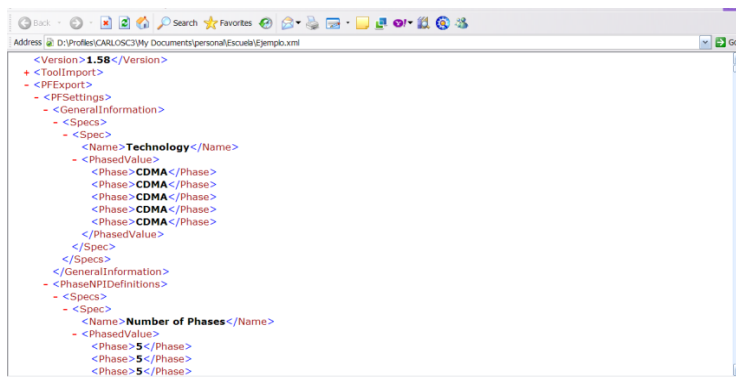 Back Search Favorites
Address D:\Profiles\CARLOSC3\My Documents\personal\Escuela\Ejemplo.xml Go
<Version>1.58</Version>
+ <ToolImport>
- <PFExport>
- <PFSettings>
- <GeneralInformation>
- <Specs>
- <Spec>
<Name>Technology</Name>
- <PhasedValue>
<Phase>CDMA</Phase>
<Phase>CDMA</Phase>
<Phase>CDMA</Phase>
<Phase>CDMA</Phase>
<Phase>CDMA</Phase>
</PhasedValue>
</Spec>
</Specs>
</GeneralInformation>
- <PhaseNPIDefinitions>
- <Specs>
- <Spec>
<Name>Number of Phases</Name>
- <PhasedValue>
<Phase>5</Phase>
<Phase>5</Phase>
<Phase>5</Phase>